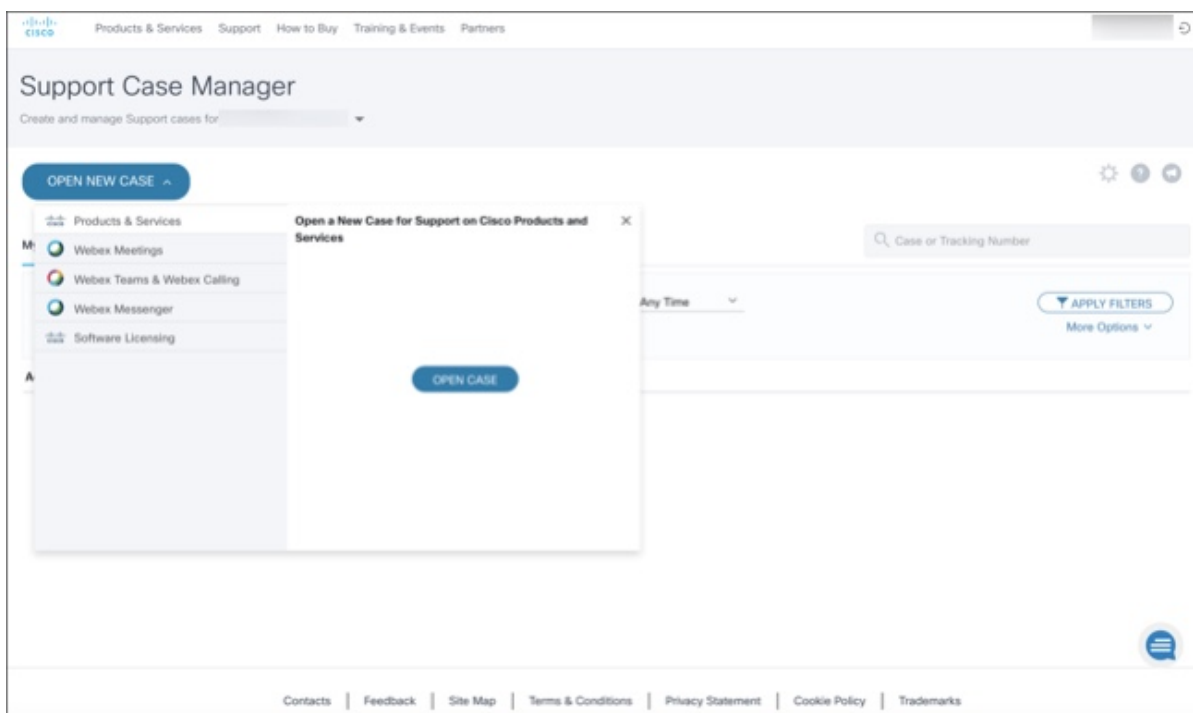 CISCO
Products & Services Support How to Buy Training & Events Partners
Support Case Manager
Create and manage Support cases for
OPEN NEW CASE
Products & Services
Webex Meetings
Webex Teams & Webex Calling
Webex Messenger
Software Licensing
Open a New Case for Support on Cisco Products and
Services
OPEN CASE
Case or Tracking Number
Any Time
APPLY FILTERS
More Options
Contacts | Feedback | Site Map | Terms & Conditions | Privacy Statement | Cookie Policy | Trademarks